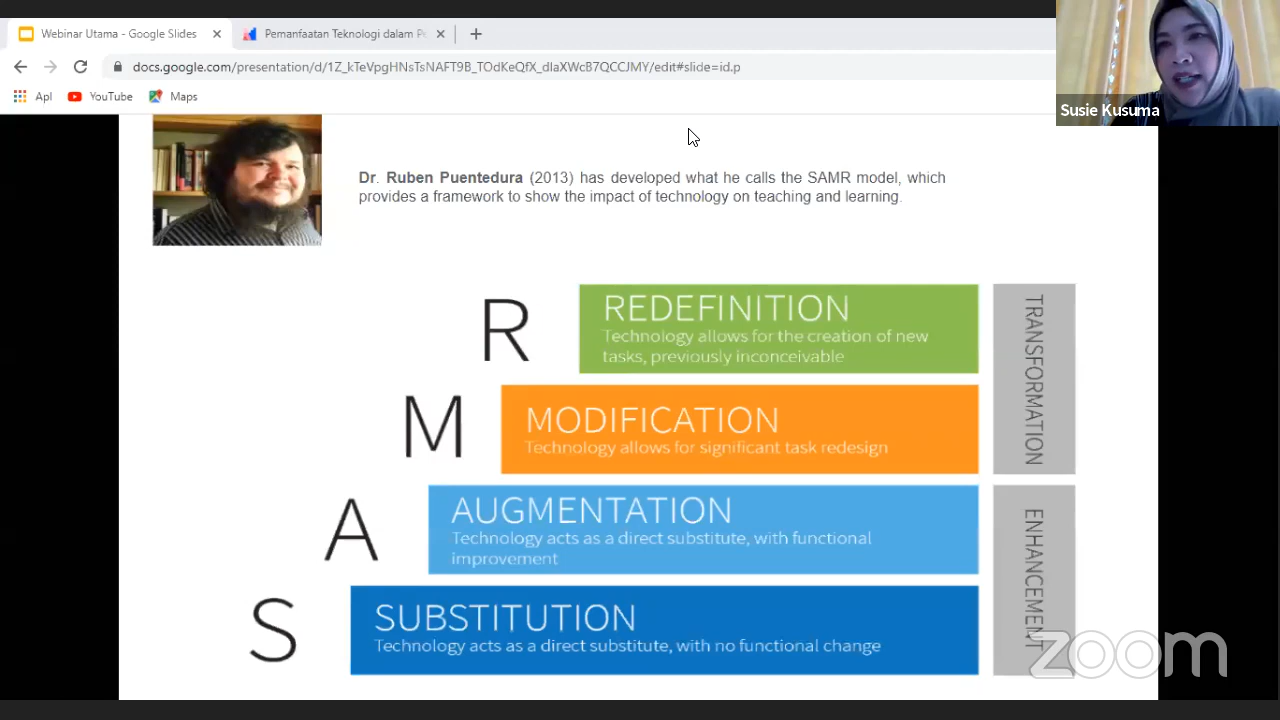 Webinar Utama - Google Slides
Pemanfaatan Teknologi dalam Pe
docs.google.com/presentation/d/1Z_kTeVpgHNsTsNAFT9B_TOdKeQfX_dIaXWcB7QCCJMY/edit#slide=id.p
Apl YouTube Maps
Susie Kusuma
Dr. Ruben Puentedura (2013) has developed what he calls the SAMR model, which
provides a framework to show the impact of technology on teaching and learning.
R
REDEFINITION
Technology allows for the creation of new
tasks, previously inconceivable
M
MODIFICATION
Technology allows for significant task redesign
TRANSFORMATION
A
AUGMENTATION
Technology acts as a direct substitute, with functional
improvement
S
SUBSTITUTION
Technology acts as a direct substitute, with no functional change
ENHANCEMENT
zoom